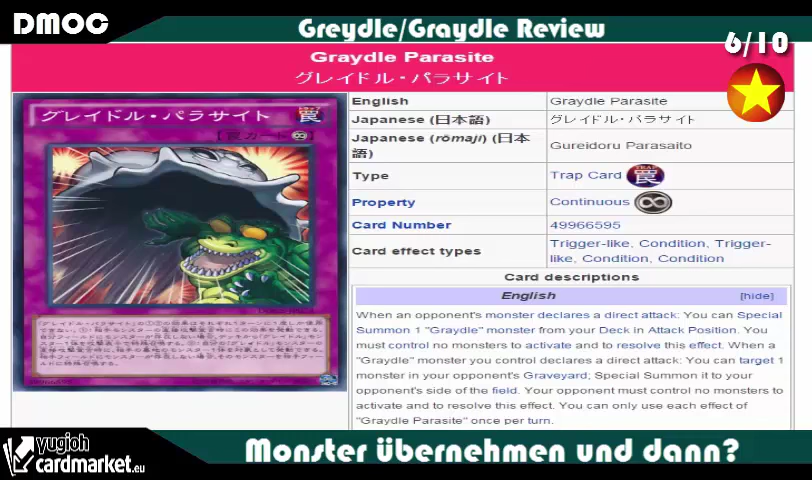 DMOC
Greydle/Graydle Review
6/10
Graydle Parasite
グレイドル・パラサイト
グレイドル・パラサイト
罠
【罠カード
English Graydle Parasite
Japanese (日本語) グレイドル・パラサイト
Japanese (rōmaji) (日本
語) Gureidoru Parasaito
Type Trap Card 罠
Property Continuous
Card Number 49966595
Card effect types Trigger-like, Condition, Trigger-
like, Condition, Condition
Card descriptions
English [hide]
When an opponent's monster declares a direct attack: You can Special
Summon 1 "Graydle" monster from your Deck in Attack Position. You
must control no monsters to activate and to resolve this effect. When a
"Graydle" monster you control declares a direct attack: You can target 1
monster in your opponent's Graveyard; Special Summon it to your
opponent's side of the field. Your opponent must control no monsters to
activate and to resolve this effect. You can only use each effect of
"Graydle Parasite" once per turn.
yugioh
cardmarket.eu
Monster übernehmen und dann?